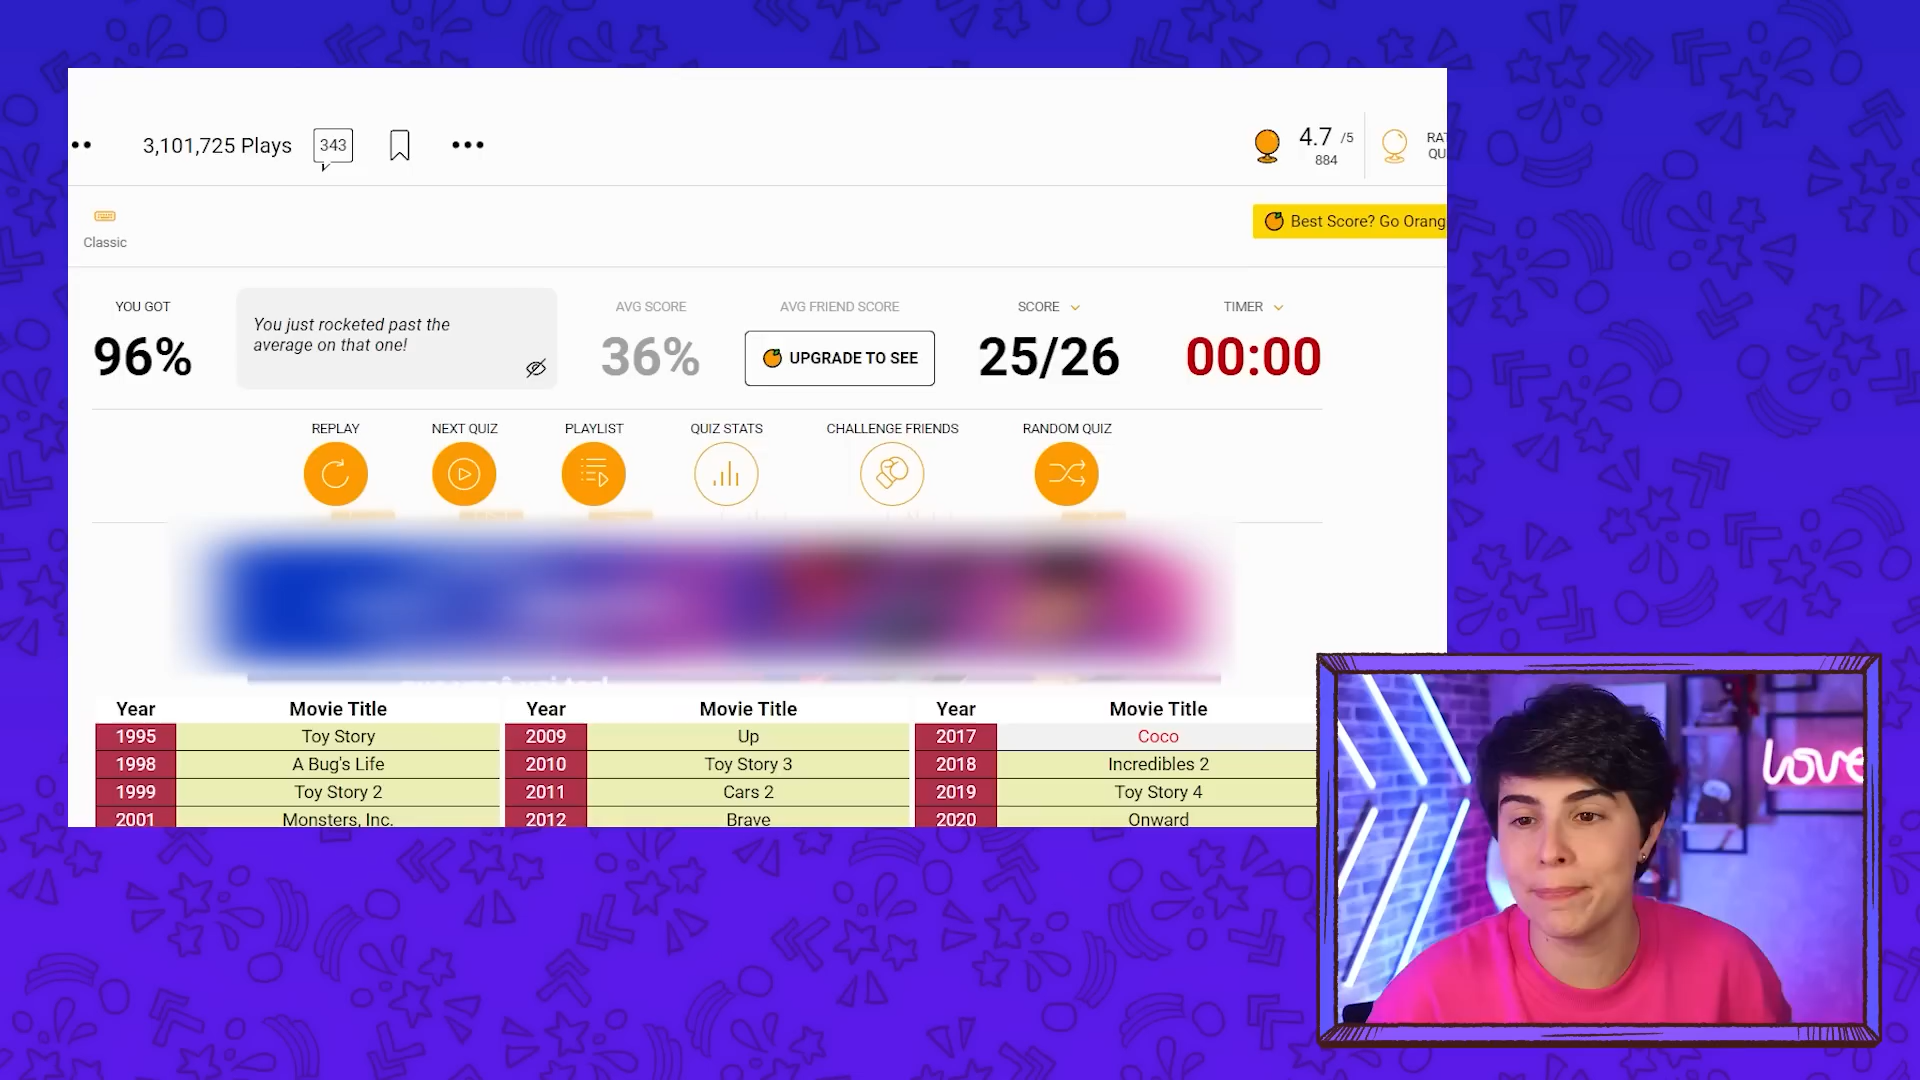 3,101,725 Plays 343
4.7 /5
884
RAT
QU
Classic
Best Score? Go Orang
YOU GOT
96%
You just rocketed past the
average on that one!
AVG SCORE
36%
AVG FRIEND SCORE
UPGRADE TO SEE
SCORE
25/26
TIMER
00:00
REPLAY NEXT QUIZ PLAYLIST QUIZ STATS CHALLENGE FRIENDS RANDOM QUIZ
Year Movie Title Year Movie Title Year Movie Title
1995 Toy Story 2009 Up 2017 Coco
1998 A Bug's Life 2010 Toy Story 3 2018 Incredibles 2
1999 Toy Story 2 2011 Cars 2 2019 Toy Story 4
2001 Monsters, Inc. 2012 Brave 2020 Onward
love